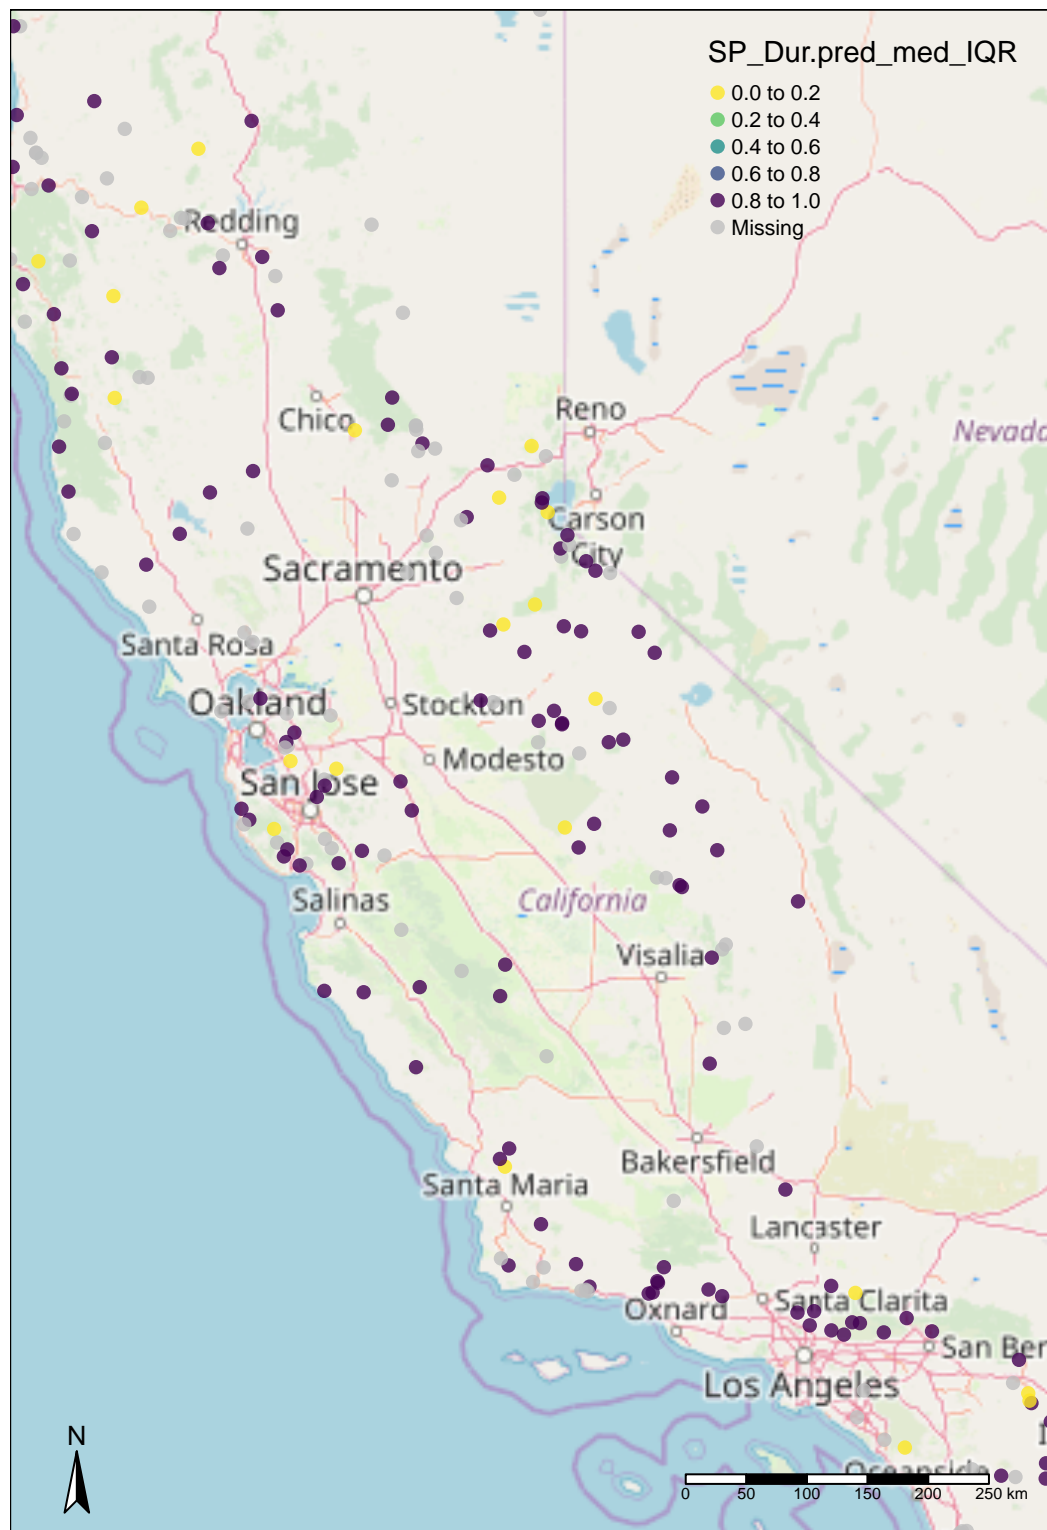 SP_Dur.pred_med_IQR
0.0 to 0.2
0.2 to 0.4
0.4 to 0.6
0.6 to 0.8
0.8 to 1.0
Missing
Redding
Chico
Reno
Nevada
Carson
City
Sacramento
Santa Rosa
Oakland
Stockton
Modesto
San Jose
Salinas
California
Visalia
Bakersfield
Santa Maria
Lancaster
Santa Clarita
Oxnard
San Ber
Los Angeles
Oceanside
N
0 50 100 150 200 250 km